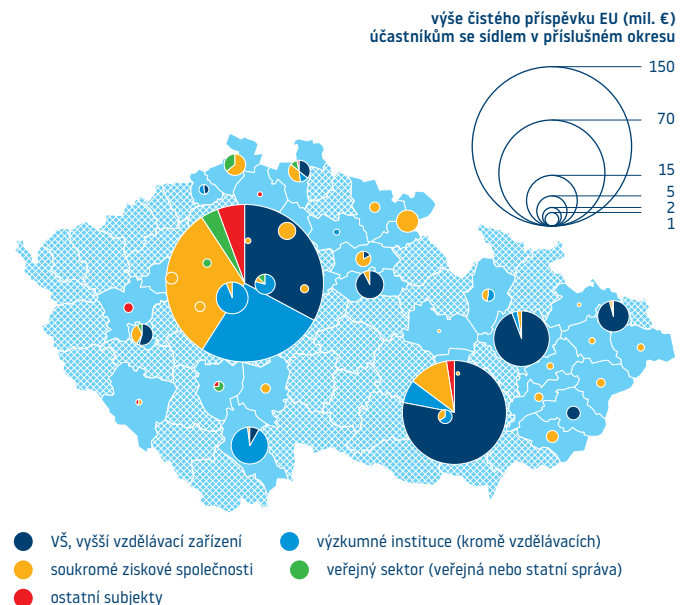 výše čistého příspěvku EU (mil. €)
účastníkům se sídlem v příslušném okresu
150
70
15
5
2
1
VŠ, vyšší vzdělávací zařízení
výzkumné instituce (kromě vzdělávacích)
soukromé ziskové společnosti
veřejný sektor (veřejná nebo statní správa)
ostatní subjekty